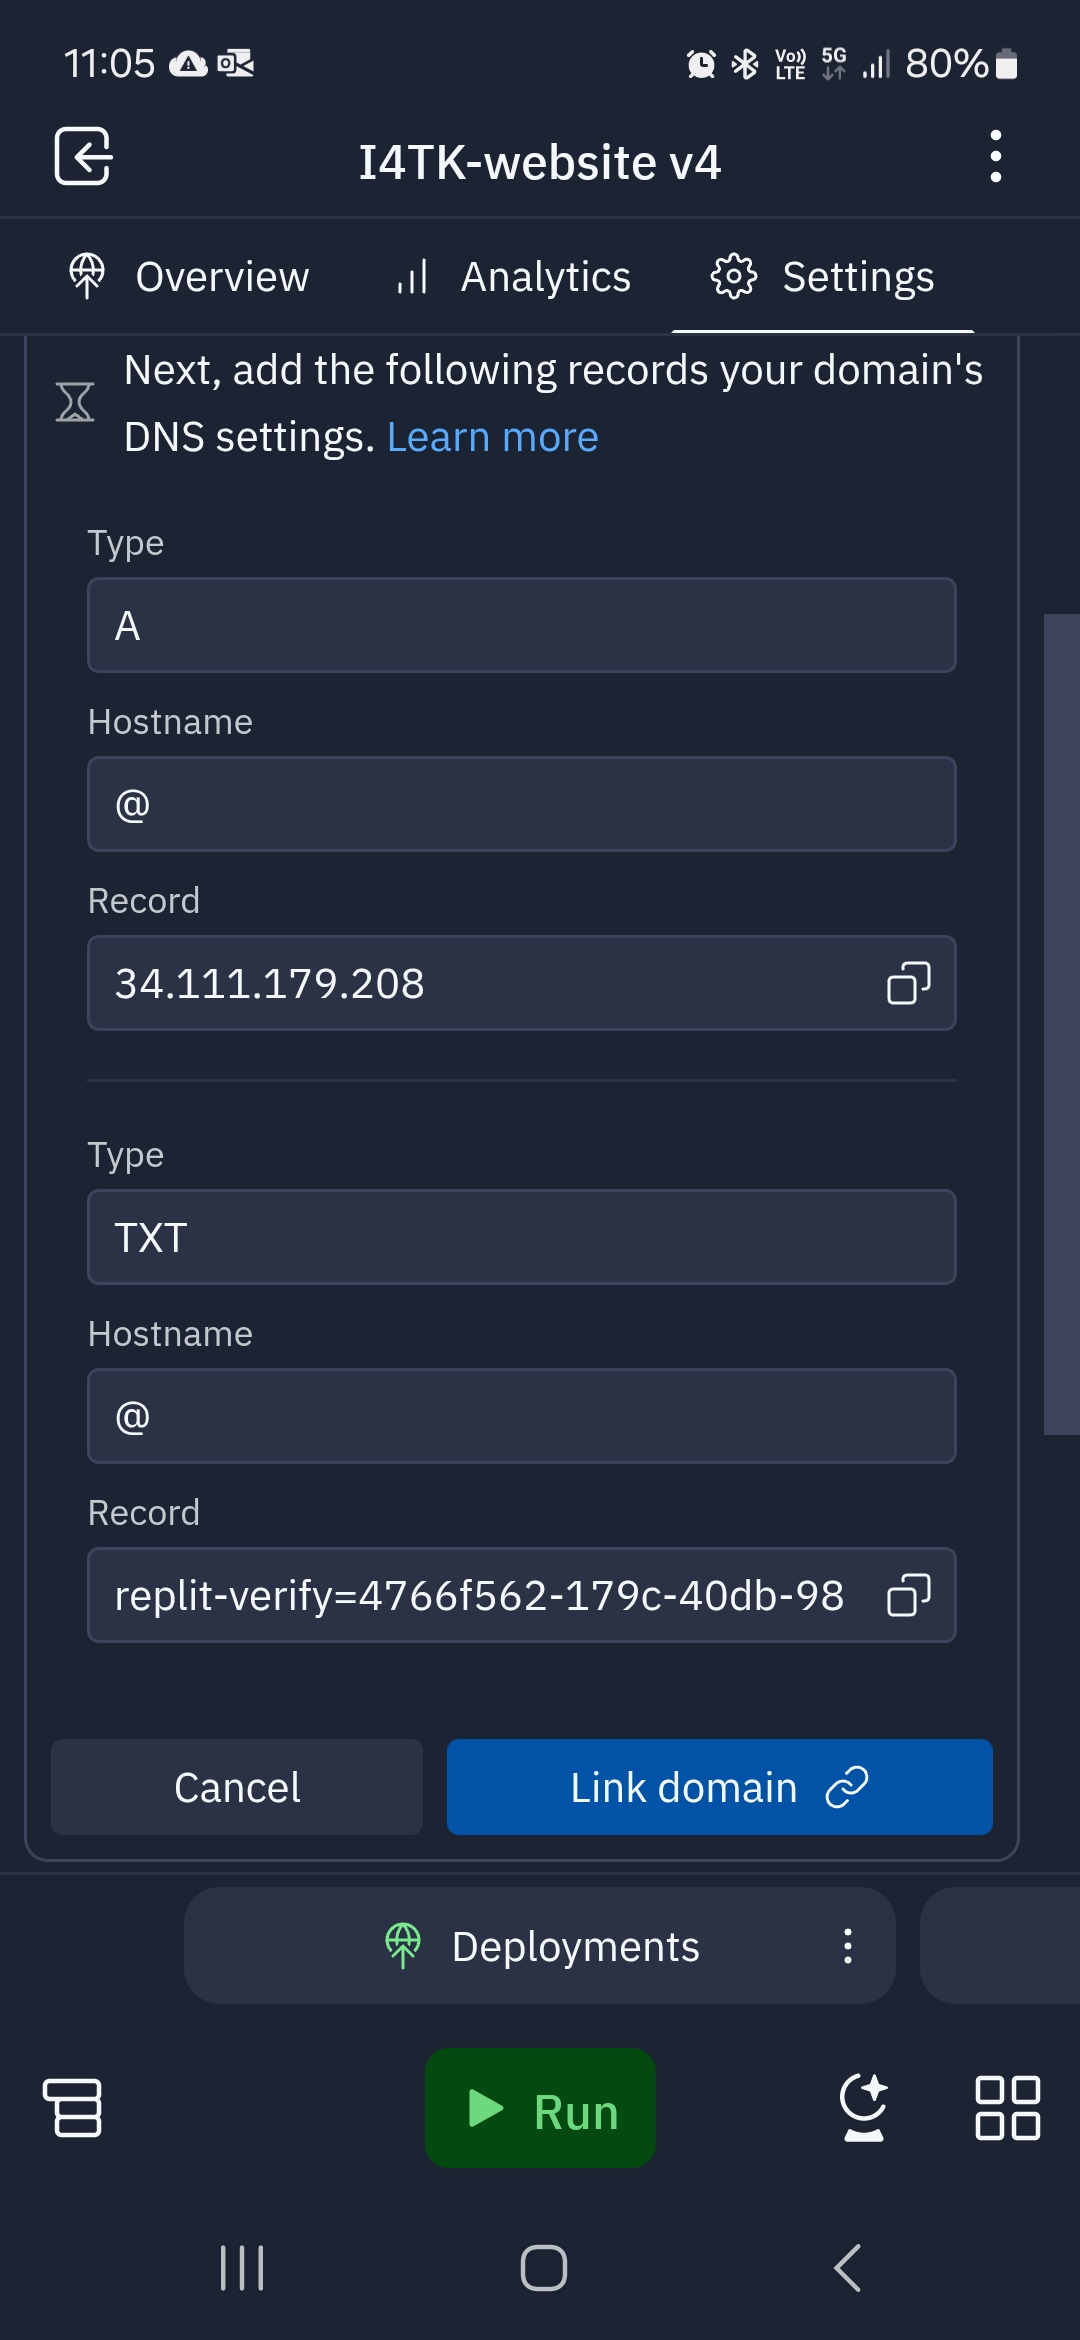 11:05
Vo)) LTE 5G 80%
I4TK-website v4
Overview Analytics Settings
Next, add the following records your domain's
DNS settings. Learn more
Type
A
Hostname
@
Record
34.111.179.208
Type
TXT
Hostname
@
Record
replit-verify=4766f562-179c-40db-98
Cancel Link domain
Deployments
Run